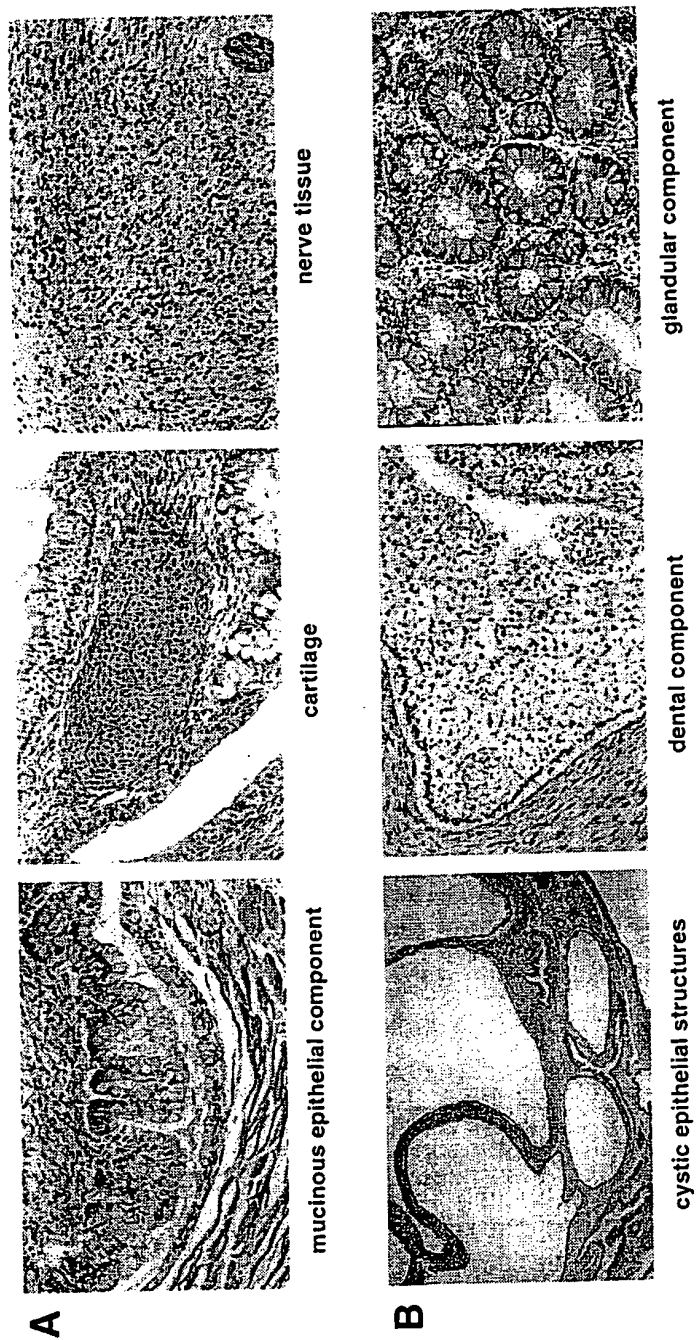 A
mucinous epithelial component
cartilage
nerve tissue
B
cystic epithelial structures
dental component
glandular component